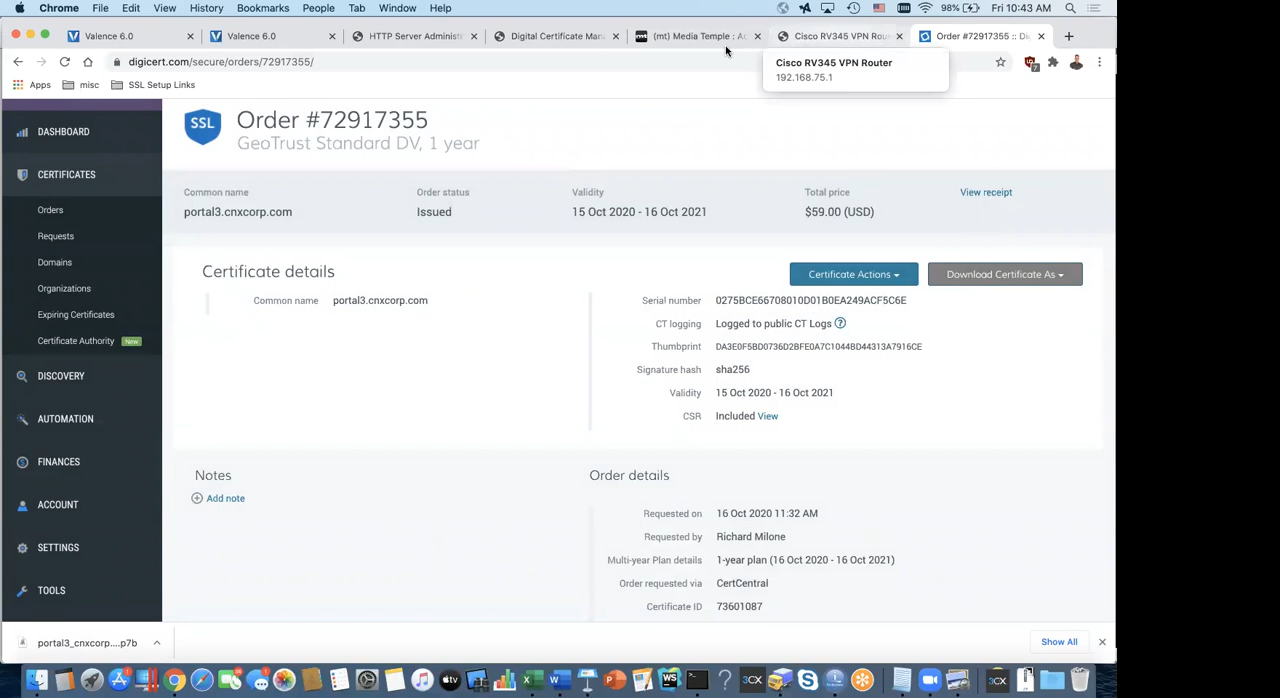 Chrome File Edit View History Bookmarks People Tab Window Help 98% Fri 10:43 AM
Valence 6.0 Valence 6.0 HTTP Server Administ Digital Certificate Man (mt) Media Temple : Ac Cisco RV345 VPN Rou Order #72917355 :: Di
digicert.com/secure/orders/72917355/
Cisco RV345 VPN Router
192.168.75.1
Apps misc SSL Setup Links
DASHBOARD
CERTIFICATES
Orders
Requests
Domains
Organizations
Expiring Certificates
Certificate Authority New
DISCOVERY
AUTOMATION
FINANCES
ACCOUNT
SETTINGS
TOOLS
SSL
Order #72917355
GeoTrust Standard DV, 1 year
Common name Order status Validity Total price View receipt
portal3.cnxcorp.com Issued 15 Oct 2020 - 16 Oct 2021 $59.00 (USD)
Certificate details Certificate Actions Download Certificate As
Common name portal3.cnxcorp.com
Serial number 0275BCE66708010D01B0EA249ACF5C6E
CT logging Logged to public CT Logs
Thumbprint DA3E0F5BD0736D2BFE0A7C1044BD44313A7916CE
Signature hash sha256
Validity 15 Oct 2020 - 16 Oct 2021
CSR Included View
Notes
Add note
Order details
Requested on 16 Oct 2020 11:32 AM
Requested by Richard Milone
Multi-year Plan details 1-year plan (16 Oct 2020 - 16 Oct 2021)
Order requested via CertCentral
Certificate ID 73601087
portal3_cnxcorp....p7b Show All